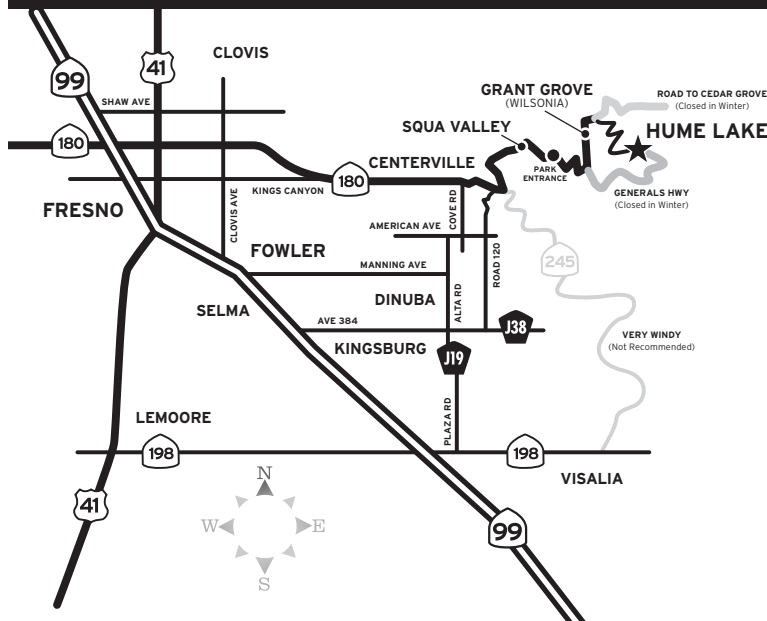 CLOVIS
41
99
SHAW AVE
GRANT GROVE
(WILSONIA)
ROAD TO CEDAR GROVE
(Closed in Winter)
SQUA VALLEY
HUME LAKE
180
CENTERVILLE
PARK
ENTRANCE
180
KINGS CANYON
GENERALS HWY
(Closed in Winter)
FRESNO
CLOVIS AVE
COVE RD
AMERICAN AVE
FOWLER
ROAD 120
245
MANNING AVE
DINUBA
ALTA RD
SELMA
AVE 384
J38
KINGSBURG
J19
VERY WINDY
(Not Recommended)
LEMOORE
PLAZA RD
198
198
VISALIA
N
41
W
E
99
S